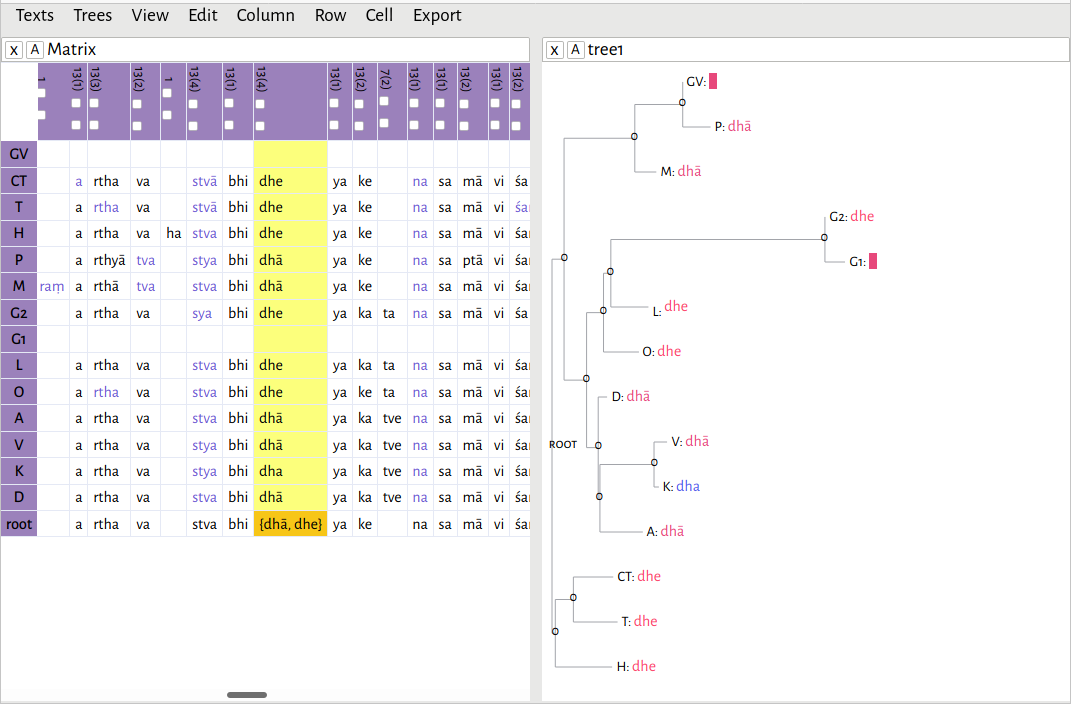 Texts Trees View Edit Column Row Cell Export
x A Matrix
x A tree1
1 13(1) 13(3) 13(2) 1 13(4) 13(1) 13(4) 13(1) 13(2) 7(2) 13(1) 13(1) 13(2) 13(1) 13(2)
GV
CT a rtha va stvā bhi dhe ya ke na sa mā vi śa
T a rtha va stvā bhi dhe ya ke na sa mā vi śa
H a rtha va ha stva bhi dhe ya ke na sa mā vi śa
P a rthyā tva stya bhi dhā ya ke na sa ptā vi śa
M raṃ a rthā tva stva bhi dhā ya ke na sa mā vi śa
G2 a rtha va sya bhi dhe ya ka ta na sa mā vi śa
G1
L a rtha va stva bhi dhe ya ka ta na sa mā vi śa
O a rtha va stva bhi dhe ya ka ta na sa mā vi śa
A a rtha va stva bhi dhā ya ka tve na sa mā vi śa
V a rtha va stya bhi dhā ya ka tve na sa mā vi śa
K a rtha va stya bhi dha ya ka tve na sa mā vi śa
D a rtha va stva bhi dhā ya ka tve na sa mā vi śa
root a rtha va stva bhi {dhā, dhe} ya ke na sa mā vi śa
GV:
P: dhā
M: dhā
G2: dhe
G1:
L: dhe
O: dhe
D: dhā
ROOT
V: dhā
K: dha
A: dhā
CT: dhe
T: dhe
H: dhe